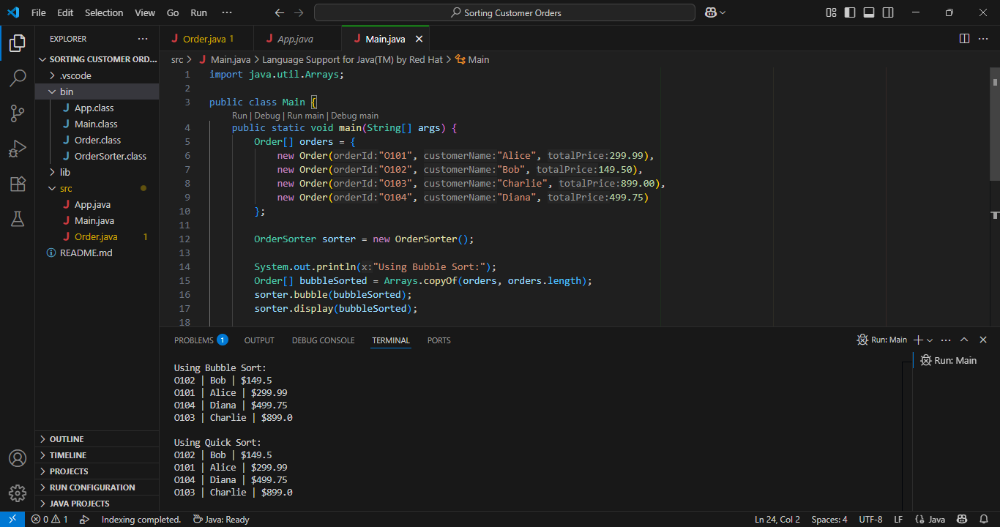 File Edit Selection View Go Run ··· Sorting Customer Orders
EXPLORER ···
SORTING CUSTOMER ORD...
.vscode
bin
App.class
Main.class
Order.class
OrderSorter.class
lib
src
App.java
Main.java
Order.java 1
README.md
OUTLINE
TIMELINE
PROJECTS
RUN CONFIGURATION
JAVA PROJECTS
Order.java 1 App.java Main.java
src > Main.java > Language Support for Java(TM) by Red Hat > Main
1 import java.util.Arrays;
2
3 public class Main {
Run | Debug | Run main | Debug main
4 public static void main(String[] args) {
5 Order[] orders = {
6 new Order(orderId:"O101", customerName:"Alice", totalPrice:299.99),
7 new Order(orderId:"O102", customerName:"Bob", totalPrice:149.50),
8 new Order(orderId:"O103", customerName:"Charlie", totalPrice:899.00),
9 new Order(orderId:"O104", customerName:"Diana", totalPrice:499.75)
10 };
11
12 OrderSorter sorter = new OrderSorter();
13
14 System.out.println(x:"Using Bubble Sort:");
15 Order[] bubbleSorted = Arrays.copyOf(orders, orders.length);
16 sorter.bubble(bubbleSorted);
17 sorter.display(bubbleSorted);
18
PROBLEMS 1 OUTPUT DEBUG CONSOLE TERMINAL PORTS Run: Main
Run: Main
Using Bubble Sort:
O102 | Bob | $149.5
O101 | Alice | $299.99
O104 | Diana | $499.75
O103 | Charlie | $899.0
Using Quick Sort:
O102 | Bob | $149.5
O101 | Alice | $299.99
O104 | Diana | $499.75
O103 | Charlie | $899.0
0 1 Indexing completed. Java: Ready Ln 24, Col 2 Spaces: 4 UTF-8 LF Java